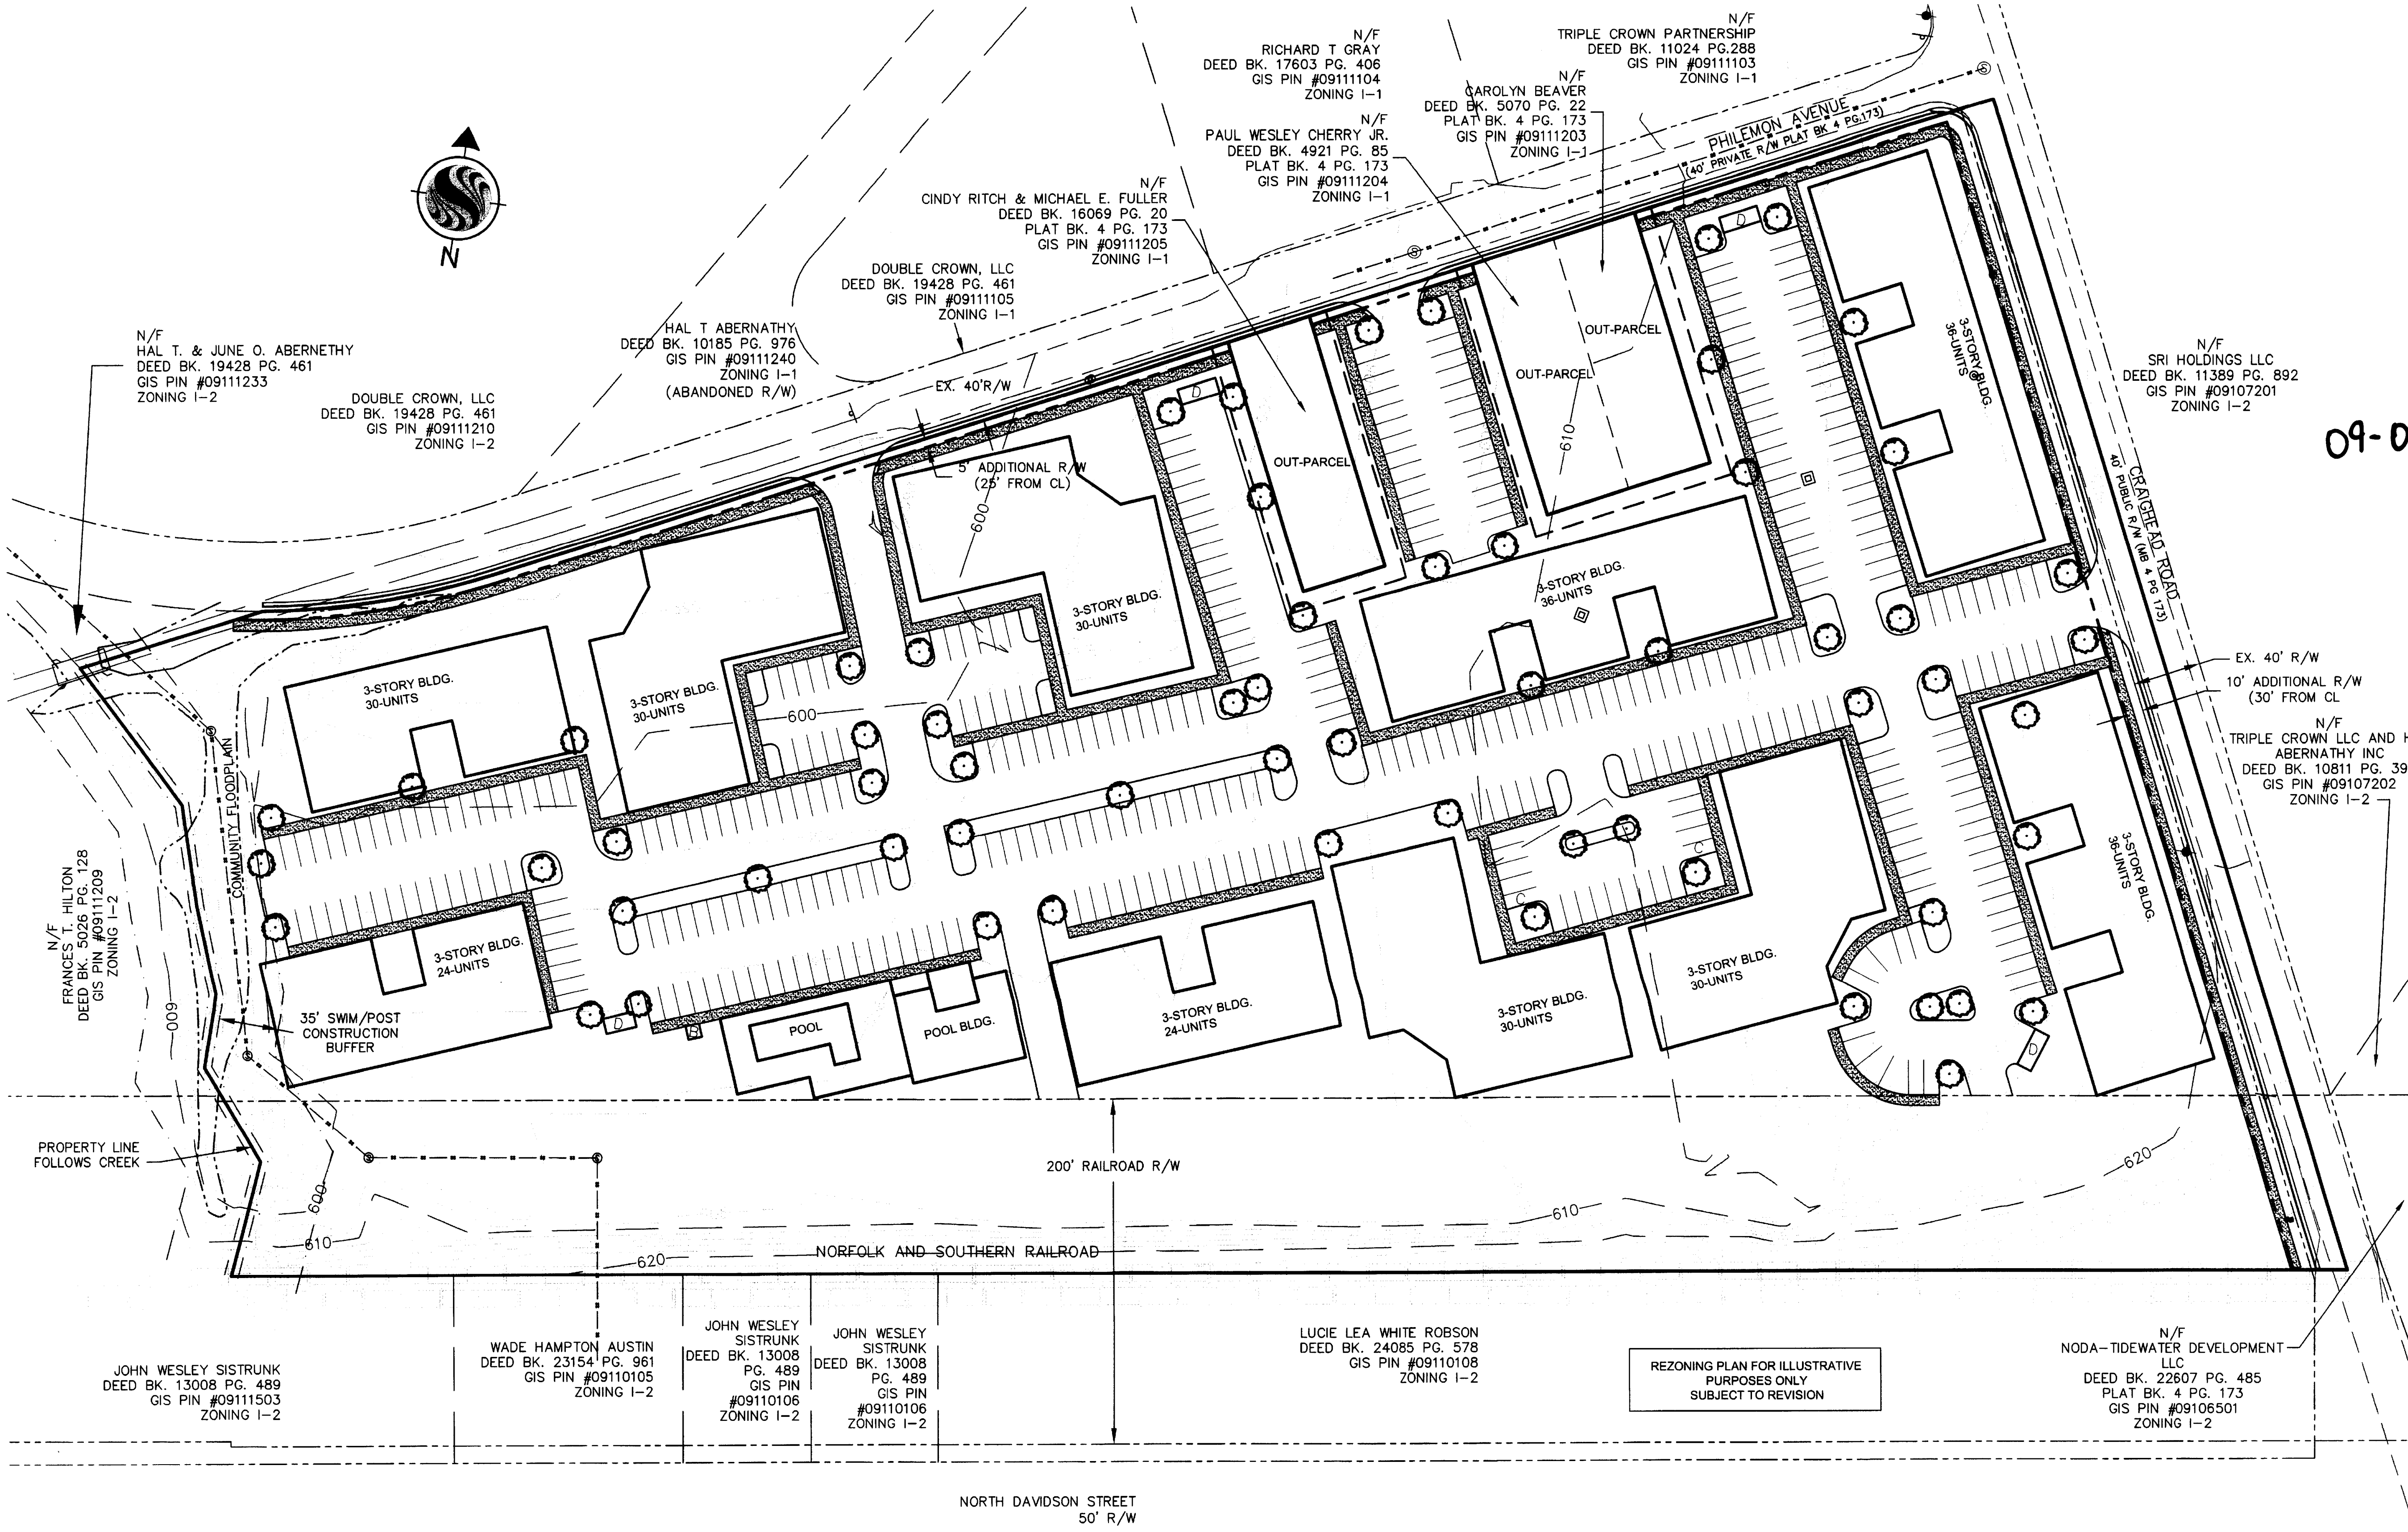 N/F
RICHARD T GRAY
DEED BK. 17603 PG. 406
GIS PIN #09111104
ZONING I-1
N/F
TRIPLE CROWN PARTNERSHIP
DEED BK. 11024 PG.288
GIS PIN #09111103
ZONING I-1
N/F
CAROLYN BEAVER
DEED BK. 5070 PG. 22
PLAT BK. 4 PG. 173
GIS PIN #09111203
ZONING I-1
N/F
PAUL WESLEY CHERRY JR.
DEED BK. 4921 PG. 85
PLAT BK. 4 PG. 173
GIS PIN #09111204
ZONING I-1
PHILEMON AVENUE
(40' PRIVATE R/W PLAT BK 4 PG.173)
N/F
CINDY RITCH & MICHAEL E. FULLER
DEED BK. 16069 PG. 20
PLAT BK. 4 PG. 173
GIS PIN #09111205
ZONING I-1
N
DOUBLE CROWN, LLC
DEED BK. 19428 PG. 461
GIS PIN #09111105
ZONING I-1
HAL T ABERNATHY
DEED BK. 10185 PG. 976
GIS PIN #09111240
ZONING I-1
(ABANDONED R/W)
N/F
HAL T. & JUNE O. ABERNETHY
DEED BK. 19428 PG. 461
GIS PIN #09111233
ZONING I-2
DOUBLE CROWN, LLC
DEED BK. 19428 PG. 461
GIS PIN #09111210
ZONING I-2
EX. 40'R/W
5' ADDITIONAL R/W
(25' FROM CL)
600
D
OUT-PARCEL
OUT-PARCEL
OUT-PARCEL
610
D
3-STORY BLDG.
36-UNITS
N/F
SRI HOLDINGS LLC
DEED BK. 11389 PG. 892
GIS PIN #09107201
ZONING I-2
09-0
CRAIGHEAD ROAD
40' PUBLIC R/W (MB 4 PG 173)
3-STORY BLDG.
30-UNITS
3-STORY BLDG.
30-UNITS
600
3-STORY BLDG.
30-UNITS
3-STORY BLDG.
36-UNITS
EX. 40' R/W
10' ADDITIONAL R/W
(30' FROM CL
N/F
TRIPLE CROWN LLC AND H
ABERNATHY INC
DEED BK. 10811 PG. 39
GIS PIN #09107202
ZONING I-2
COMMUNITY FLOODPLAIN
N/F
FRANCES T. HILTON
DEED BK. 5026 PG. 128
GIS PIN #09111209
ZONING I-2
600
35' SWIM/POST
CONSTRUCTION
BUFFER
3-STORY BLDG.
24-UNITS
D
POOL
POOL BLDG.
3-STORY BLDG.
24-UNITS
C
C
3-STORY BLDG.
30-UNITS
3-STORY BLDG.
30-UNITS
D
3-STORY BLDG.
36-UNITS
PROPERTY LINE
FOLLOWS CREEK
600
610
620
200' RAILROAD R/W
NORFOLK AND SOUTHERN RAILROAD
610
620
JOHN WESLEY SISTRUNK
DEED BK. 13008 PG. 489
GIS PIN #09111503
ZONING I-2
WADE HAMPTON AUSTIN
DEED BK. 23154 PG. 961
GIS PIN #09110105
ZONING I-2
JOHN WESLEY
SISTRUNK
DEED BK. 13008
PG. 489
GIS PIN
#09110106
ZONING I-2
JOHN WESLEY
SISTRUNK
DEED BK. 13008
PG. 489
GIS PIN
#09110106
ZONING I-2
LUCIE LEA WHITE ROBSON
DEED BK. 24085 PG. 578
GIS PIN #09110108
ZONING I-2
REZONING PLAN FOR ILLUSTRATIVE
PURPOSES ONLY
SUBJECT TO REVISION
N/F
NODA-TIDEWATER DEVELOPMENT
LLC
DEED BK. 22607 PG. 485
PLAT BK. 4 PG. 173
GIS PIN #09106501
ZONING I-2
NORTH DAVIDSON STREET
50' R/W